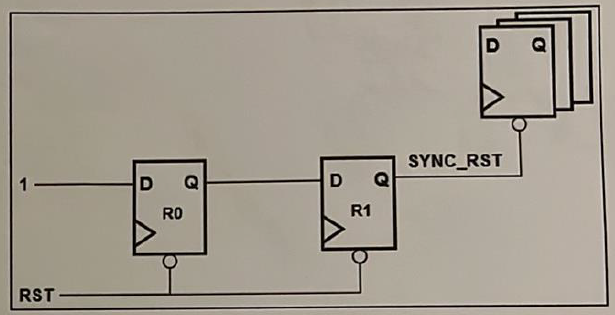 D Q
SYNC_RST
1 D Q D Q
R0 R1
RST